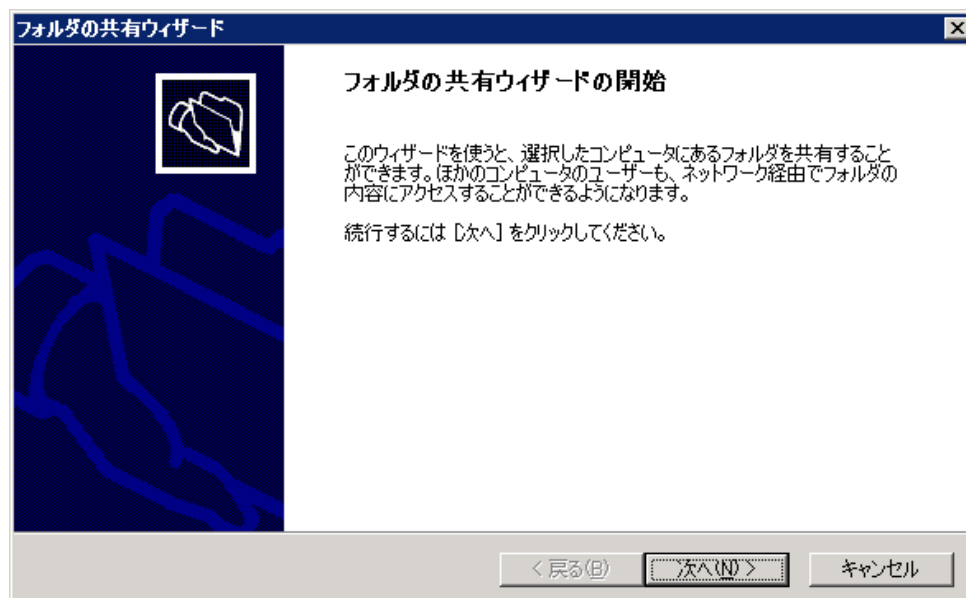 フォルダの共有ウィザード
フォルダの共有ウィザードの開始
このウィザードを使うと、選択したコンピュータにあるフォルダを共有すること
ができます。ほかのコンピュータのユーザーも、ネットワーク経由でフォルダの
内容にアクセスすることができるようになります。
続行するには [次へ] をクリックしてください。
< 戻る(B)
次へ(N) >
キャンセル